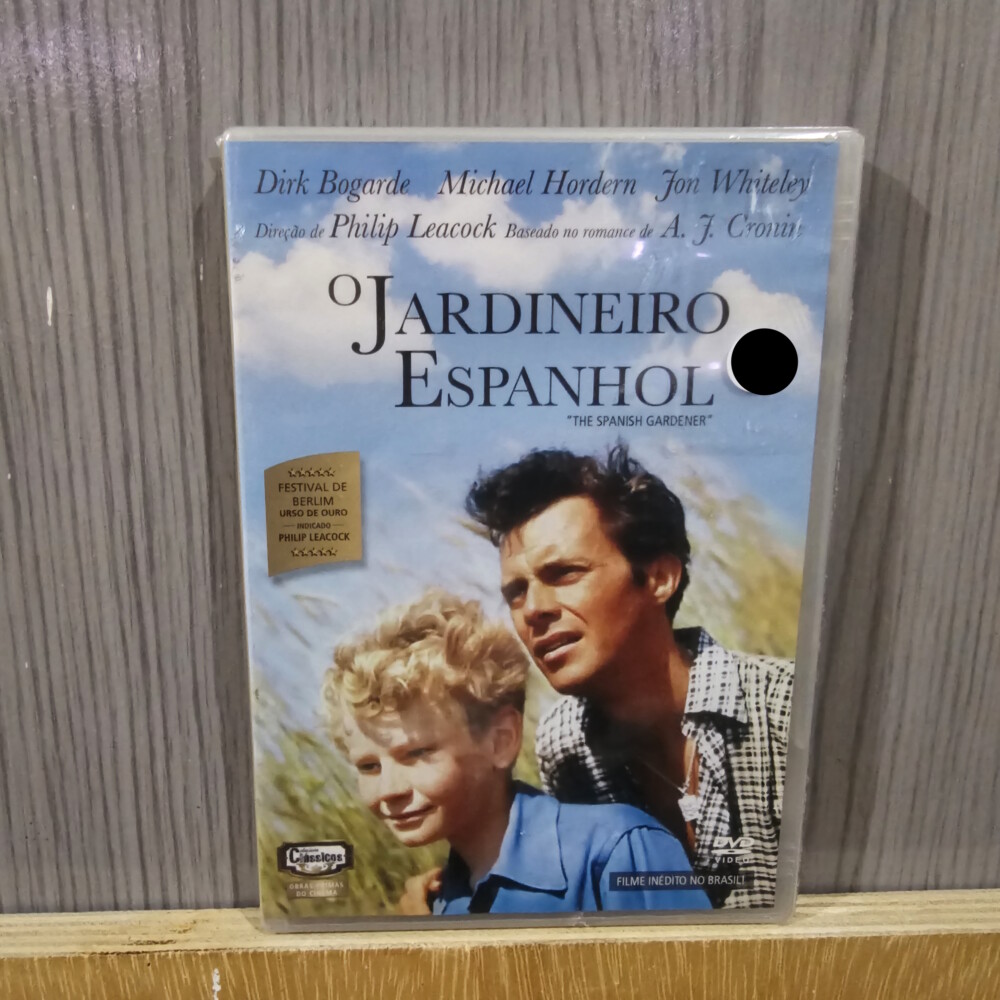 Dirk Bogarde Michael Hordern Jon Whiteley
Direção de Philip Leacock Baseado no romance de A. J. Cronin
O JARDINEIRO
ESPANHOL
"THE SPANISH GARDENER"
FESTIVAL DE
BERLIM
URSO DE OURO
INDICADO
PHILIP LEACOCK
Clássicos
OBRAS-PRIMAS
DO CINEMA
DVD
VIDEO
FILME INÉDITO NO BRASIL!